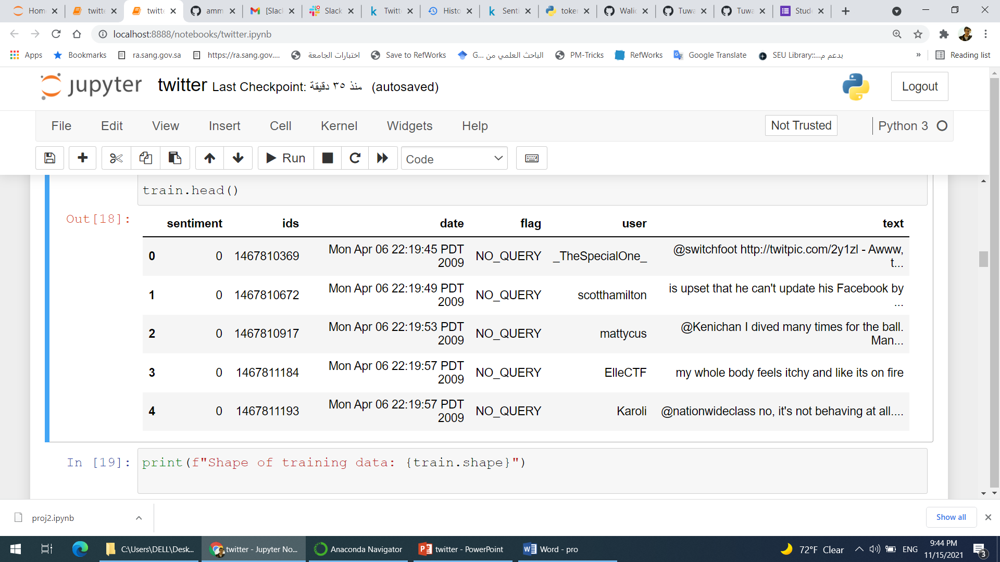 Hom
twitt
twitt
amm
[Slac
Slack
Twitt
Histo
Senti
token
Walic
Tuwa
Tuwa
Stud
localhost:8888/notebooks/twitter.ipynb
Apps Bookmarks ra.sang.gov.sa https://ra.sang.gov.... اختبارات الجامعة Save to RefWorks الباحث العلمي من G... PM-Tricks RefWorks Google Translate SEU Library::...بدعم م » Reading list
jupyter twitter Last Checkpoint: منذ ٣٥ دقيقة (autosaved) Logout
File Edit View Insert Cell Kernel Widgets Help Not Trusted Python 3
Run Code
train.head()
Out[18]:
sentiment ids date flag user text
0 0 1467810369 Mon Apr 06 22:19:45 PDT 2009 NO_QUERY _TheSpecialOne_ @switchfoot http://twitpic.com/2y1zl - Awww, t...
1 0 1467810672 Mon Apr 06 22:19:49 PDT 2009 NO_QUERY scotthamilton is upset that he can't update his Facebook by ...
2 0 1467810917 Mon Apr 06 22:19:53 PDT 2009 NO_QUERY mattycus @Kenichan I dived many times for the ball. Man...
3 0 1467811184 Mon Apr 06 22:19:57 PDT 2009 NO_QUERY ElleCTF my whole body feels itchy and like its on fire
4 0 1467811193 Mon Apr 06 22:19:57 PDT 2009 NO_QUERY Karoli @nationwideclass no, it's not behaving at all....
In [19]: print(f"Shape of training data: {train.shape}")
proj2.ipynb Show all
C:\Users\DELL\Desk... twitter - Jupyter No... Anaconda Navigator twitter - PowerPoint Word - pro 72°F Clear ENG 9:44 PM
11/15/2021 3